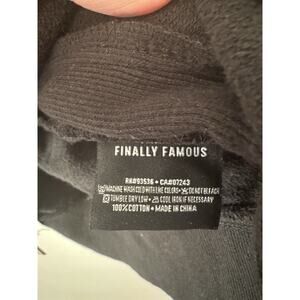 FINALLY FAMOUS
RN#93536 • CA#07243
MACHINE WASH COLD WITH LIKE COLORS • DO NOT BLEACH
TUMBLE DRY LOW • COOL IRON IF NECESSARY
100% COTTON • MADE IN CHINA